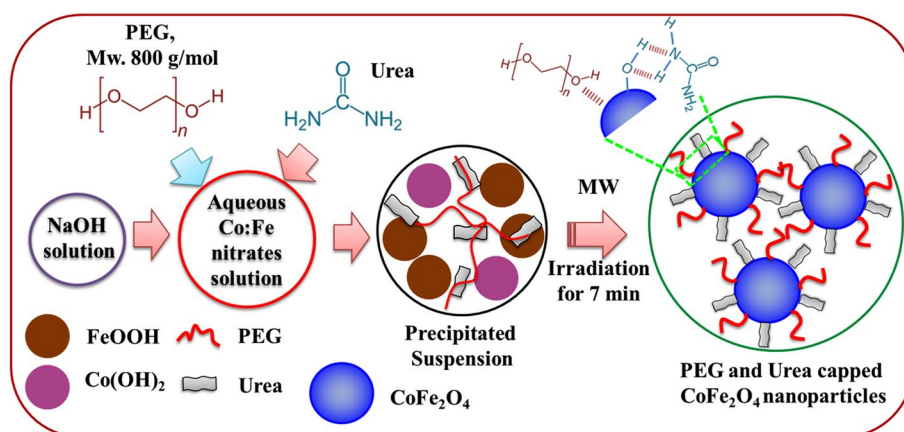 PEG,
Mw. 800 g/mol
H
O
O
H
n
Urea
O
H₂N
NH₂
NaOH
solution
Aqueous
Co:Fe
nitrates
solution
Precipitated
Suspension
MW
Irradiation
for 7 min
H
O
O
H
n
H
N
H
O
C
O
NH₂
PEG and Urea capped
CoFe₂O₄ nanoparticles
FeOOH
PEG
Co(OH)₂
Urea
CoFe₂O₄